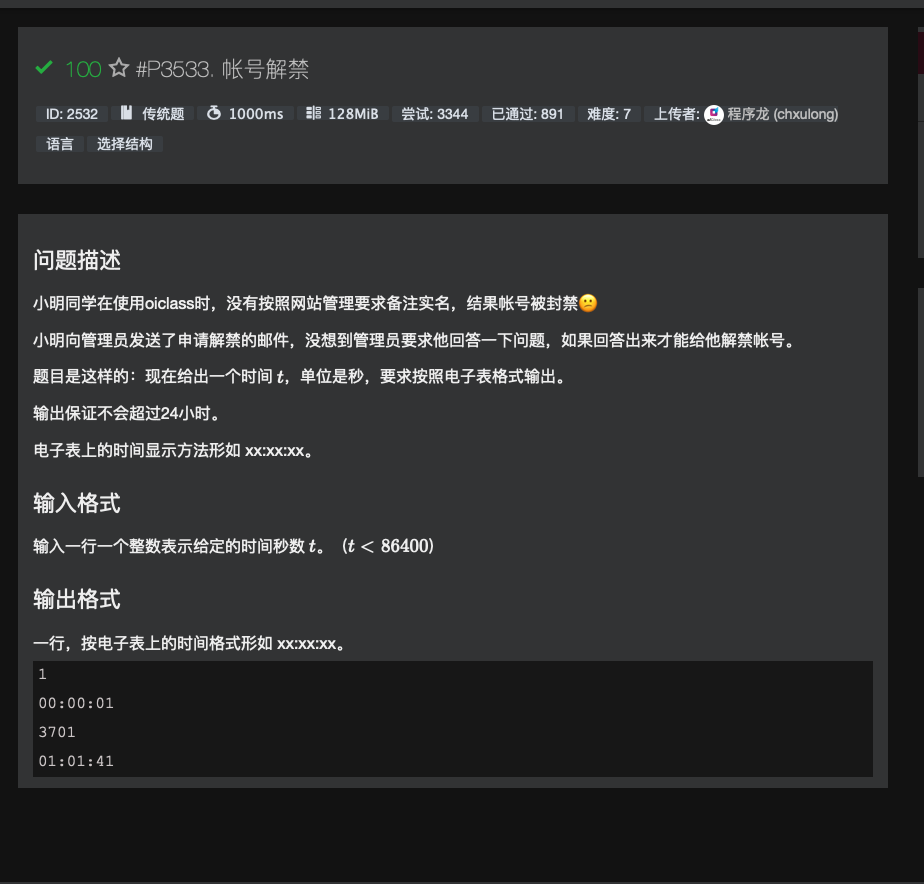 100 #P3533. 帐号解禁
ID: 2532 传统题 1000ms 128MiB 尝试: 3344 已通过: 891 难度: 7 上传者: 程序龙 (chxulong)
语言 选择结构
问题描述
小明同学在使用oiclass时，没有按照网站管理要求备注实名，结果帐号被封禁😕
小明向管理员发送了申请解禁的邮件，没想到管理员要求他回答一下问题，如果回答出来才能给他解禁帐号。
题目是这样的：现在给出一个时间 t，单位是秒，要求按照电子表格式输出。
输出保证不会超过24小时。
电子表上的时间显示方法形如 xx:xx:xx。
输入格式
输入一行一个整数表示给定的时间秒数 t。（t < 86400）
输出格式
一行，按电子表上的时间格式形如 xx:xx:xx。
1
00:00:01
3701
01:01:41